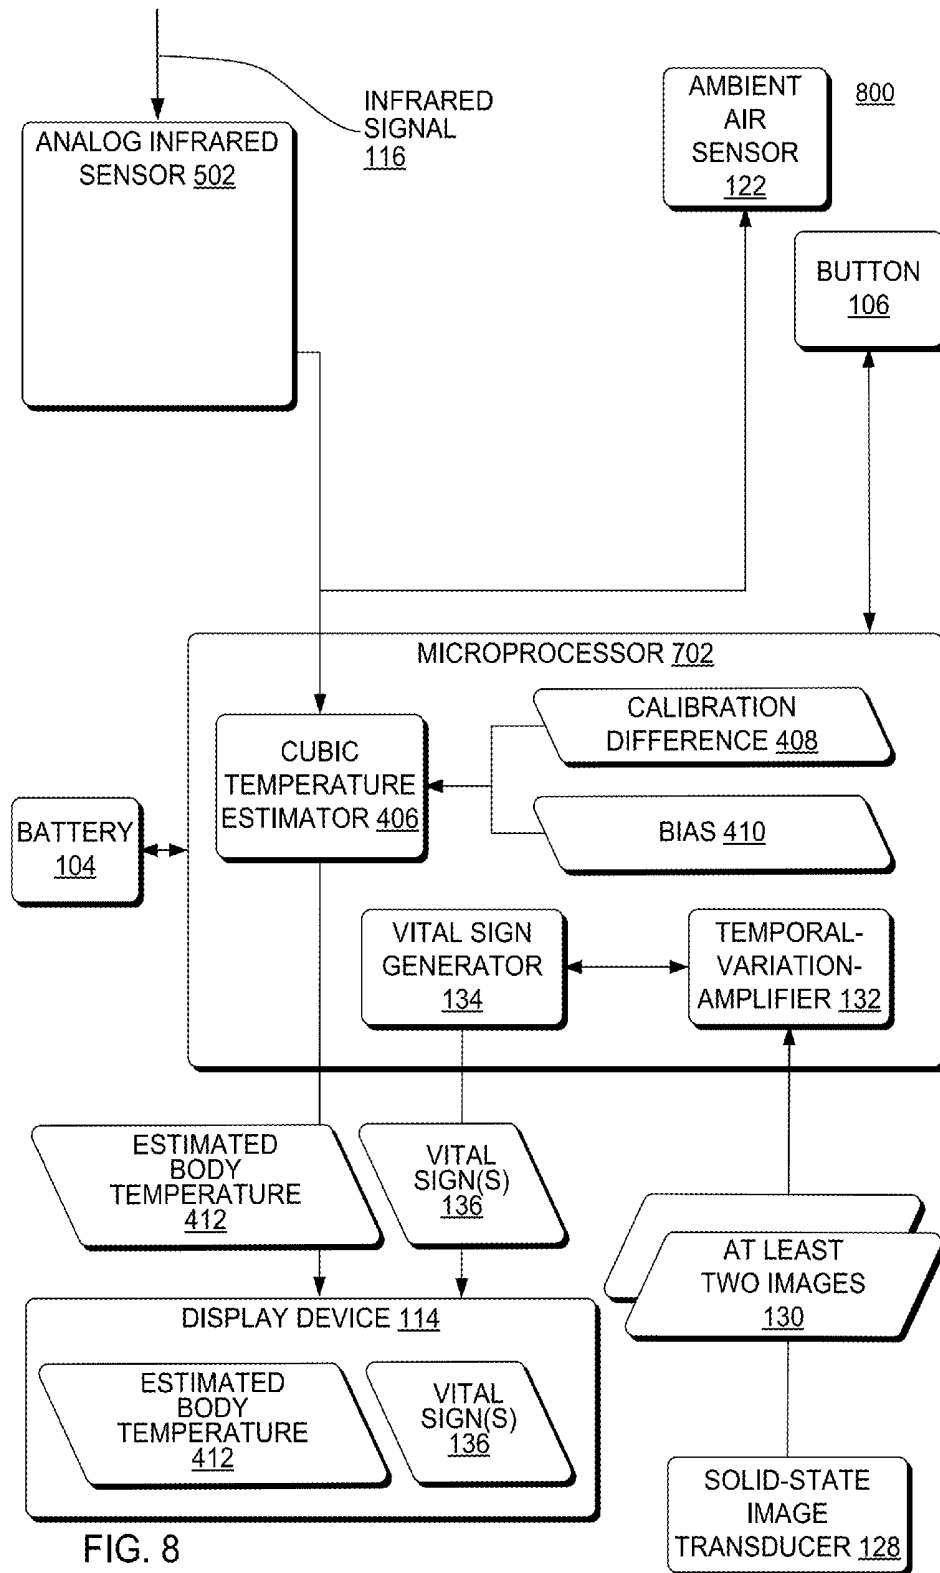 INFRARED
SIGNAL
116
ANALOG INFRARED
SENSOR 502
AMBIENT
AIR
SENSOR
122
800
BUTTON
106
MICROPROCESSOR 702
CUBIC
TEMPERATURE
ESTIMATOR 406
CALIBRATION
DIFFERENCE 408
BIAS 410
BATTERY
104
VITAL SIGN
GENERATOR
134
TEMPORAL-
VARIATION-
AMPLIFIER 132
ESTIMATED
BODY
TEMPERATURE
412
VITAL
SIGN(S)
136
AT LEAST
TWO IMAGES
130
DISPLAY DEVICE 114
ESTIMATED
BODY
TEMPERATURE
412
VITAL
SIGN(S)
136
SOLID-STATE
IMAGE
TRANSDUCER 128
FIG. 8